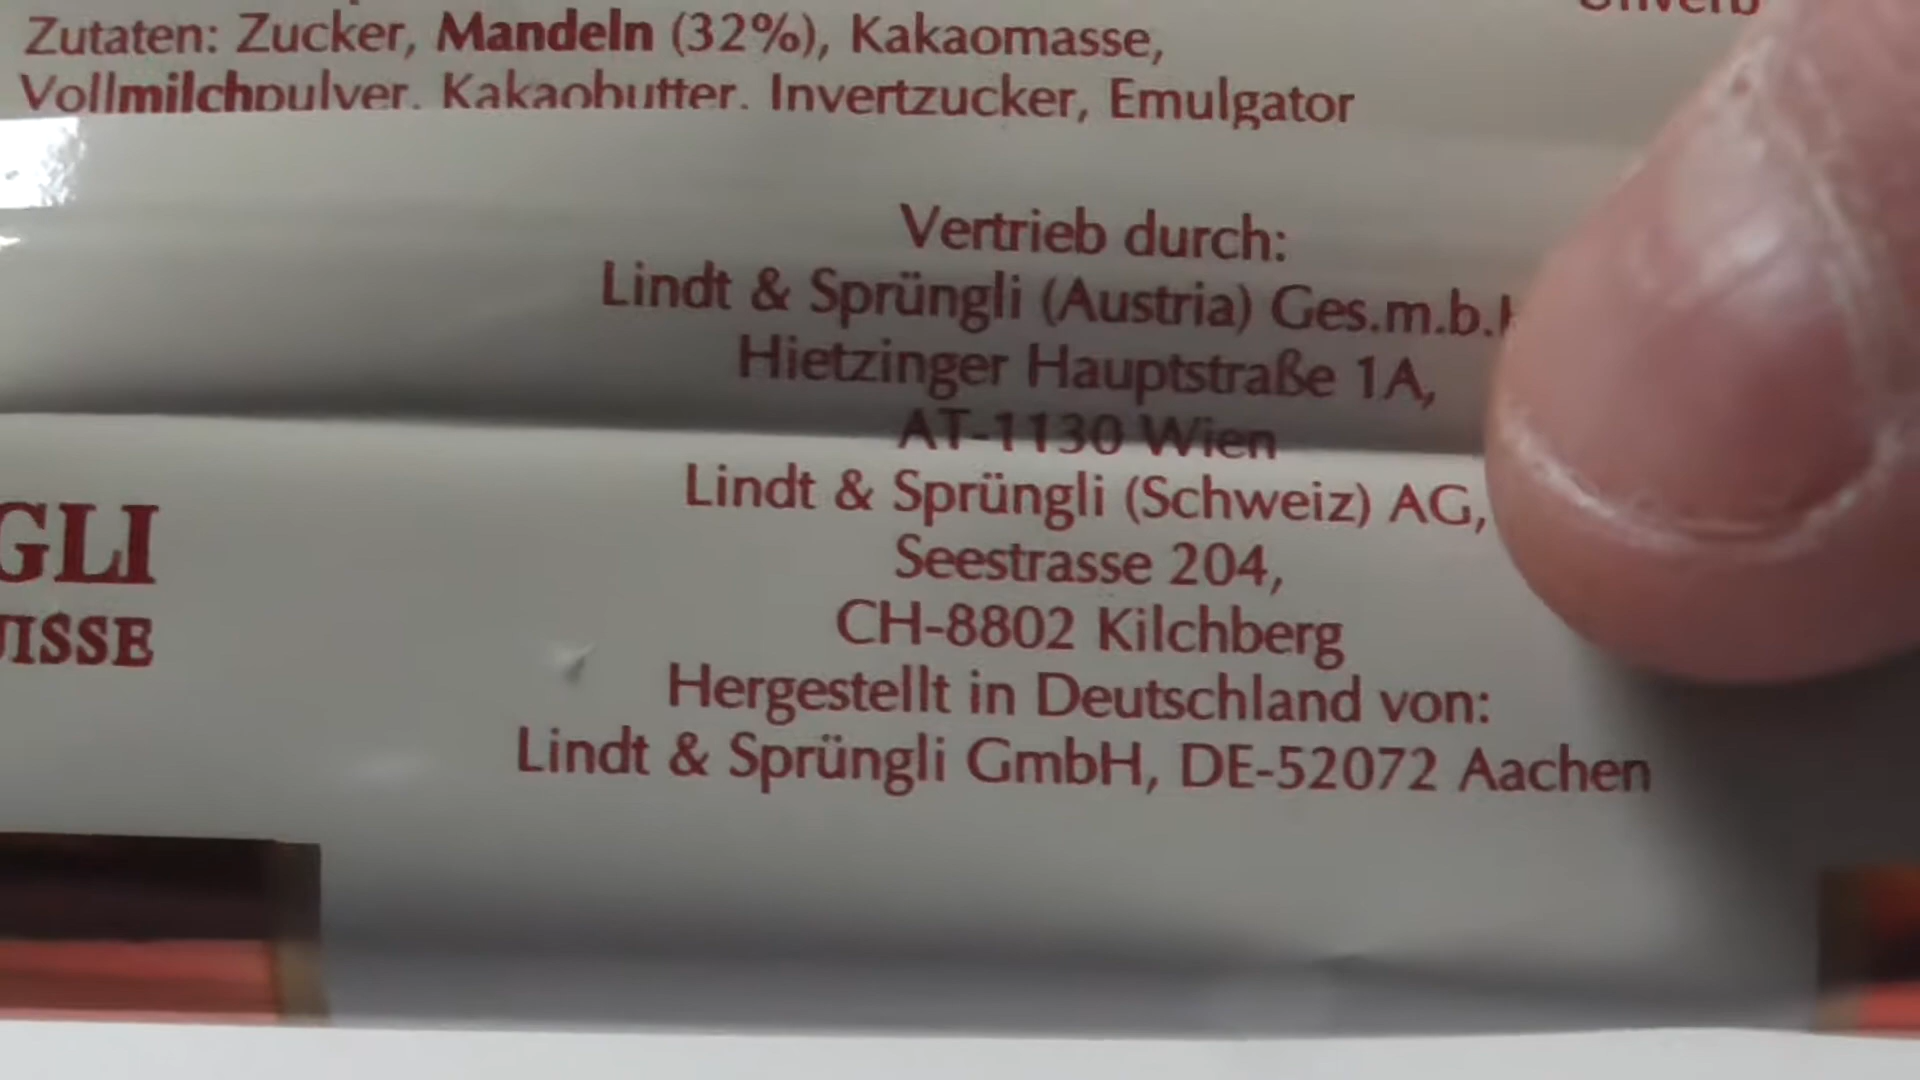 Zutaten: Zucker, Mandeln (32%), Kakaomasse,
Vollmilchpulver, Kakaobutter, Invertzucker, Emulgator
Vertrieb durch:
Lindt & Sprüngli (Austria) Ges.m.b.
Hietzinger Hauptstraße 1A,
AT-1130 Wien
Lindt & Sprüngli (Schweiz) AG,
Seestrasse 204,
CH-8802 Kilchberg
Hergestellt in Deutschland von:
Lindt & Sprüngli GmbH, DE-52072 Aachen
GLI
ISSE